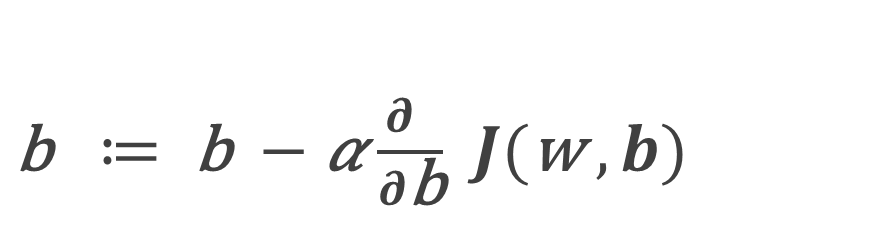 b := b − α ∂/∂b J(w, b)